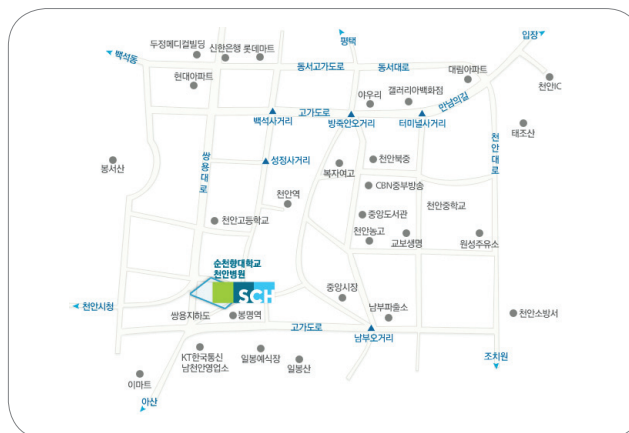 평택
입장
두정메디컬빌딩
신한은행
롯데마트
백석동
동서고가도로
동서대로
대림아파트
현대아파트
천안IC
야우리
갤러리아백화점
만남의길
고가도로
백석사거리
방죽안오거리
터미널사거리
태조산
천안대로
쌍용대로
봉서산
성정사거리
복자여고
천안북중
CBN중부방송
천안역
천안중학교
중앙도서관
천안고등학교
천안농고
교보생명
원성주유소
순천향대학교
천안병원
SCH
중앙시장
천안시청
쌍용지하도
봉명역
고가도로
남부파출소
천안소방서
남부오거리
KT한국통신
남천안영업소
일봉예식장
일봉산
조치원
이마트
아산